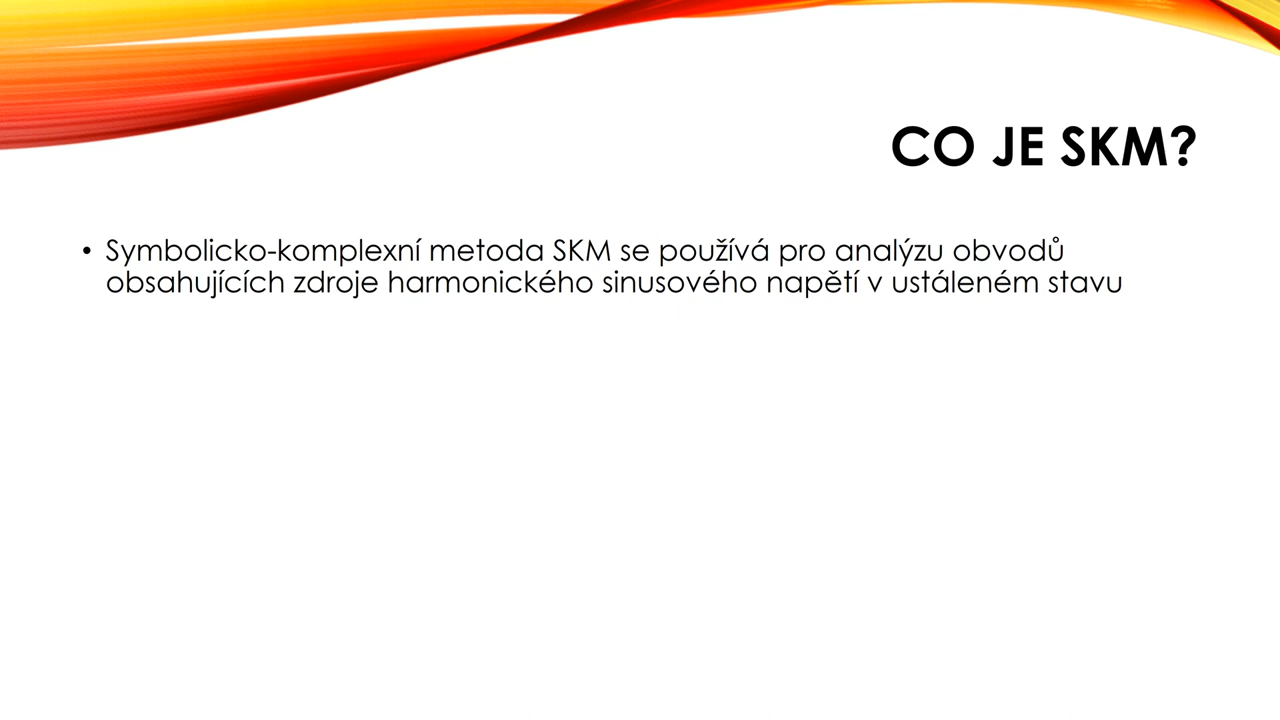 CO JE SKM?
• Symbolicko-komplexní metoda SKM se používá pro analýzu obvodů
obsahujících zdroje harmonického sinusového napětí v ustáleném stavu